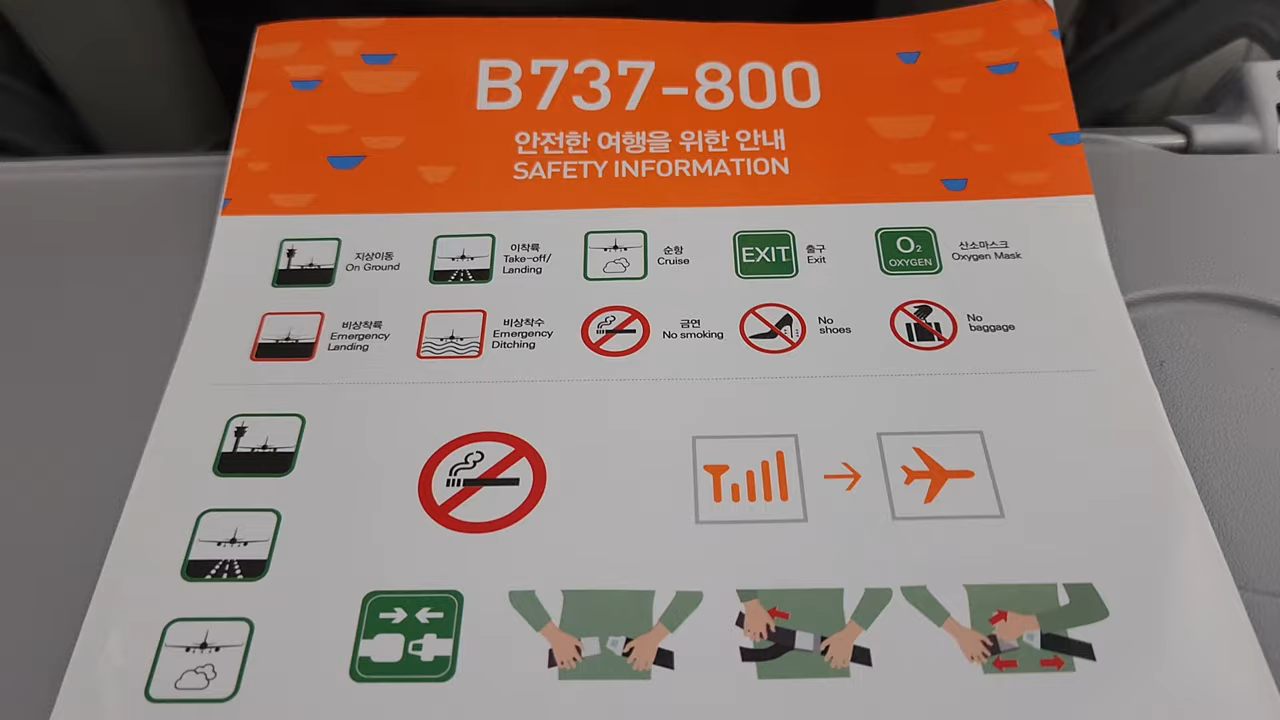 B737-800
안전한 여행을 위한 안내
SAFETY INFORMATION
지상이동
On Ground
이착륙
Take-off/
Landing
순항
Cruise
EXIT
출구
Exit
O₂
OXYGEN
산소마스크
Oxygen Mask
비상착륙
Emergency
Landing
비상착수
Emergency
Ditching
금연
No smoking
No
shoes
No
baggage